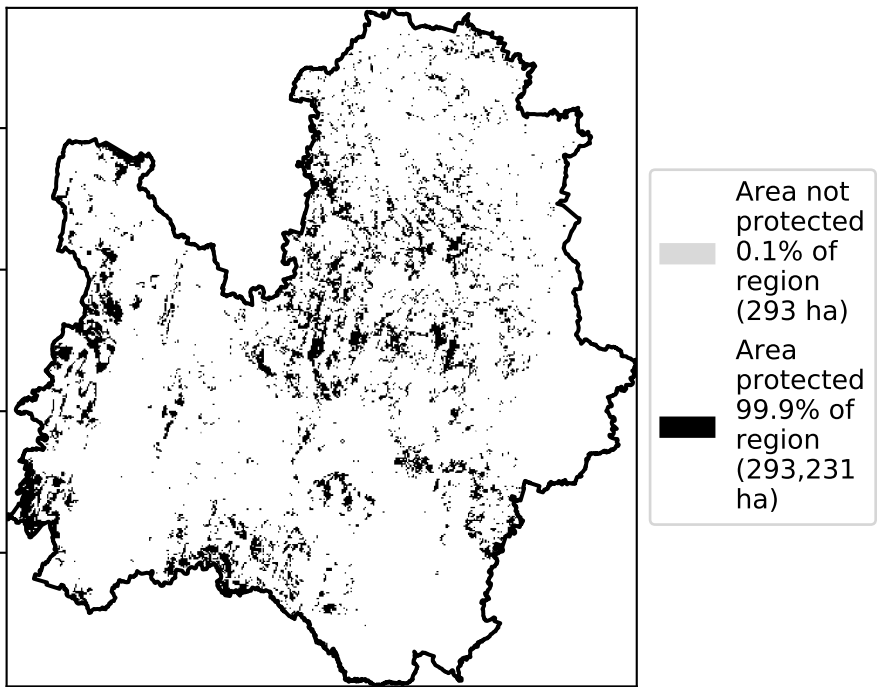 Area not
protected
0.1% of
region
(293 ha)
Area
protected
99.9% of
region
(293,231
ha)